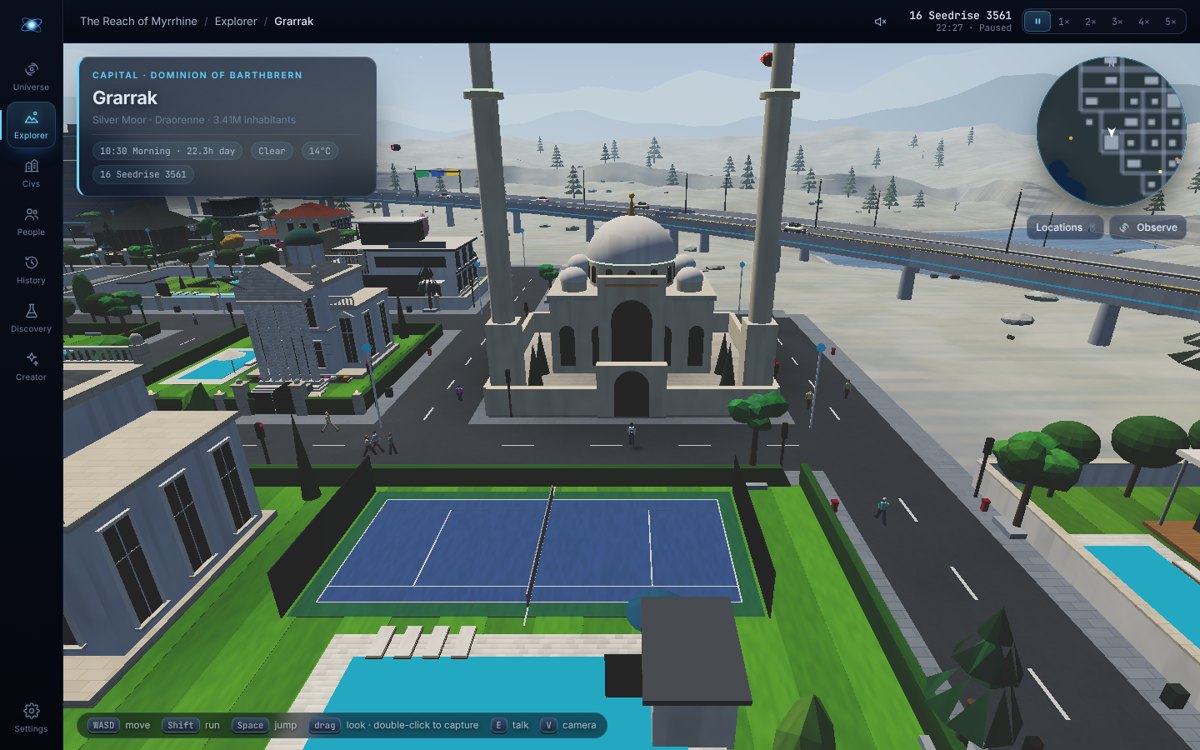 The Reach of Myrrhine / Explorer / Grarrak
16 Seedrise 3561
22:27 · Paused
1× 2× 3× 4× 5×
Universe
Explorer
Civs
People
History
Discovery
Creator
Settings
CAPITAL · DOMINION OF BARTHBRERN
Grarrak
Silver Moor · Draorenne · 3.41M inhabitants
10:30 Morning · 22.3h day
Clear
14°C
16 Seedrise 3561
Locations
Observe
WASD move Shift run Space jump drag look · double-click to capture E talk V camera